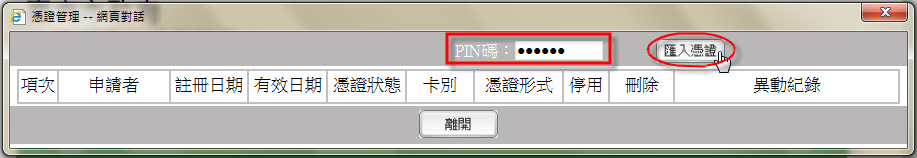 憑證管理 -- 網頁對話
PIN碼：●●●●●● 匯入憑證
項次 申請者 註冊日期 有效日期 憑證狀態 卡別 憑證形式 停用 刪除 異動紀錄
離開